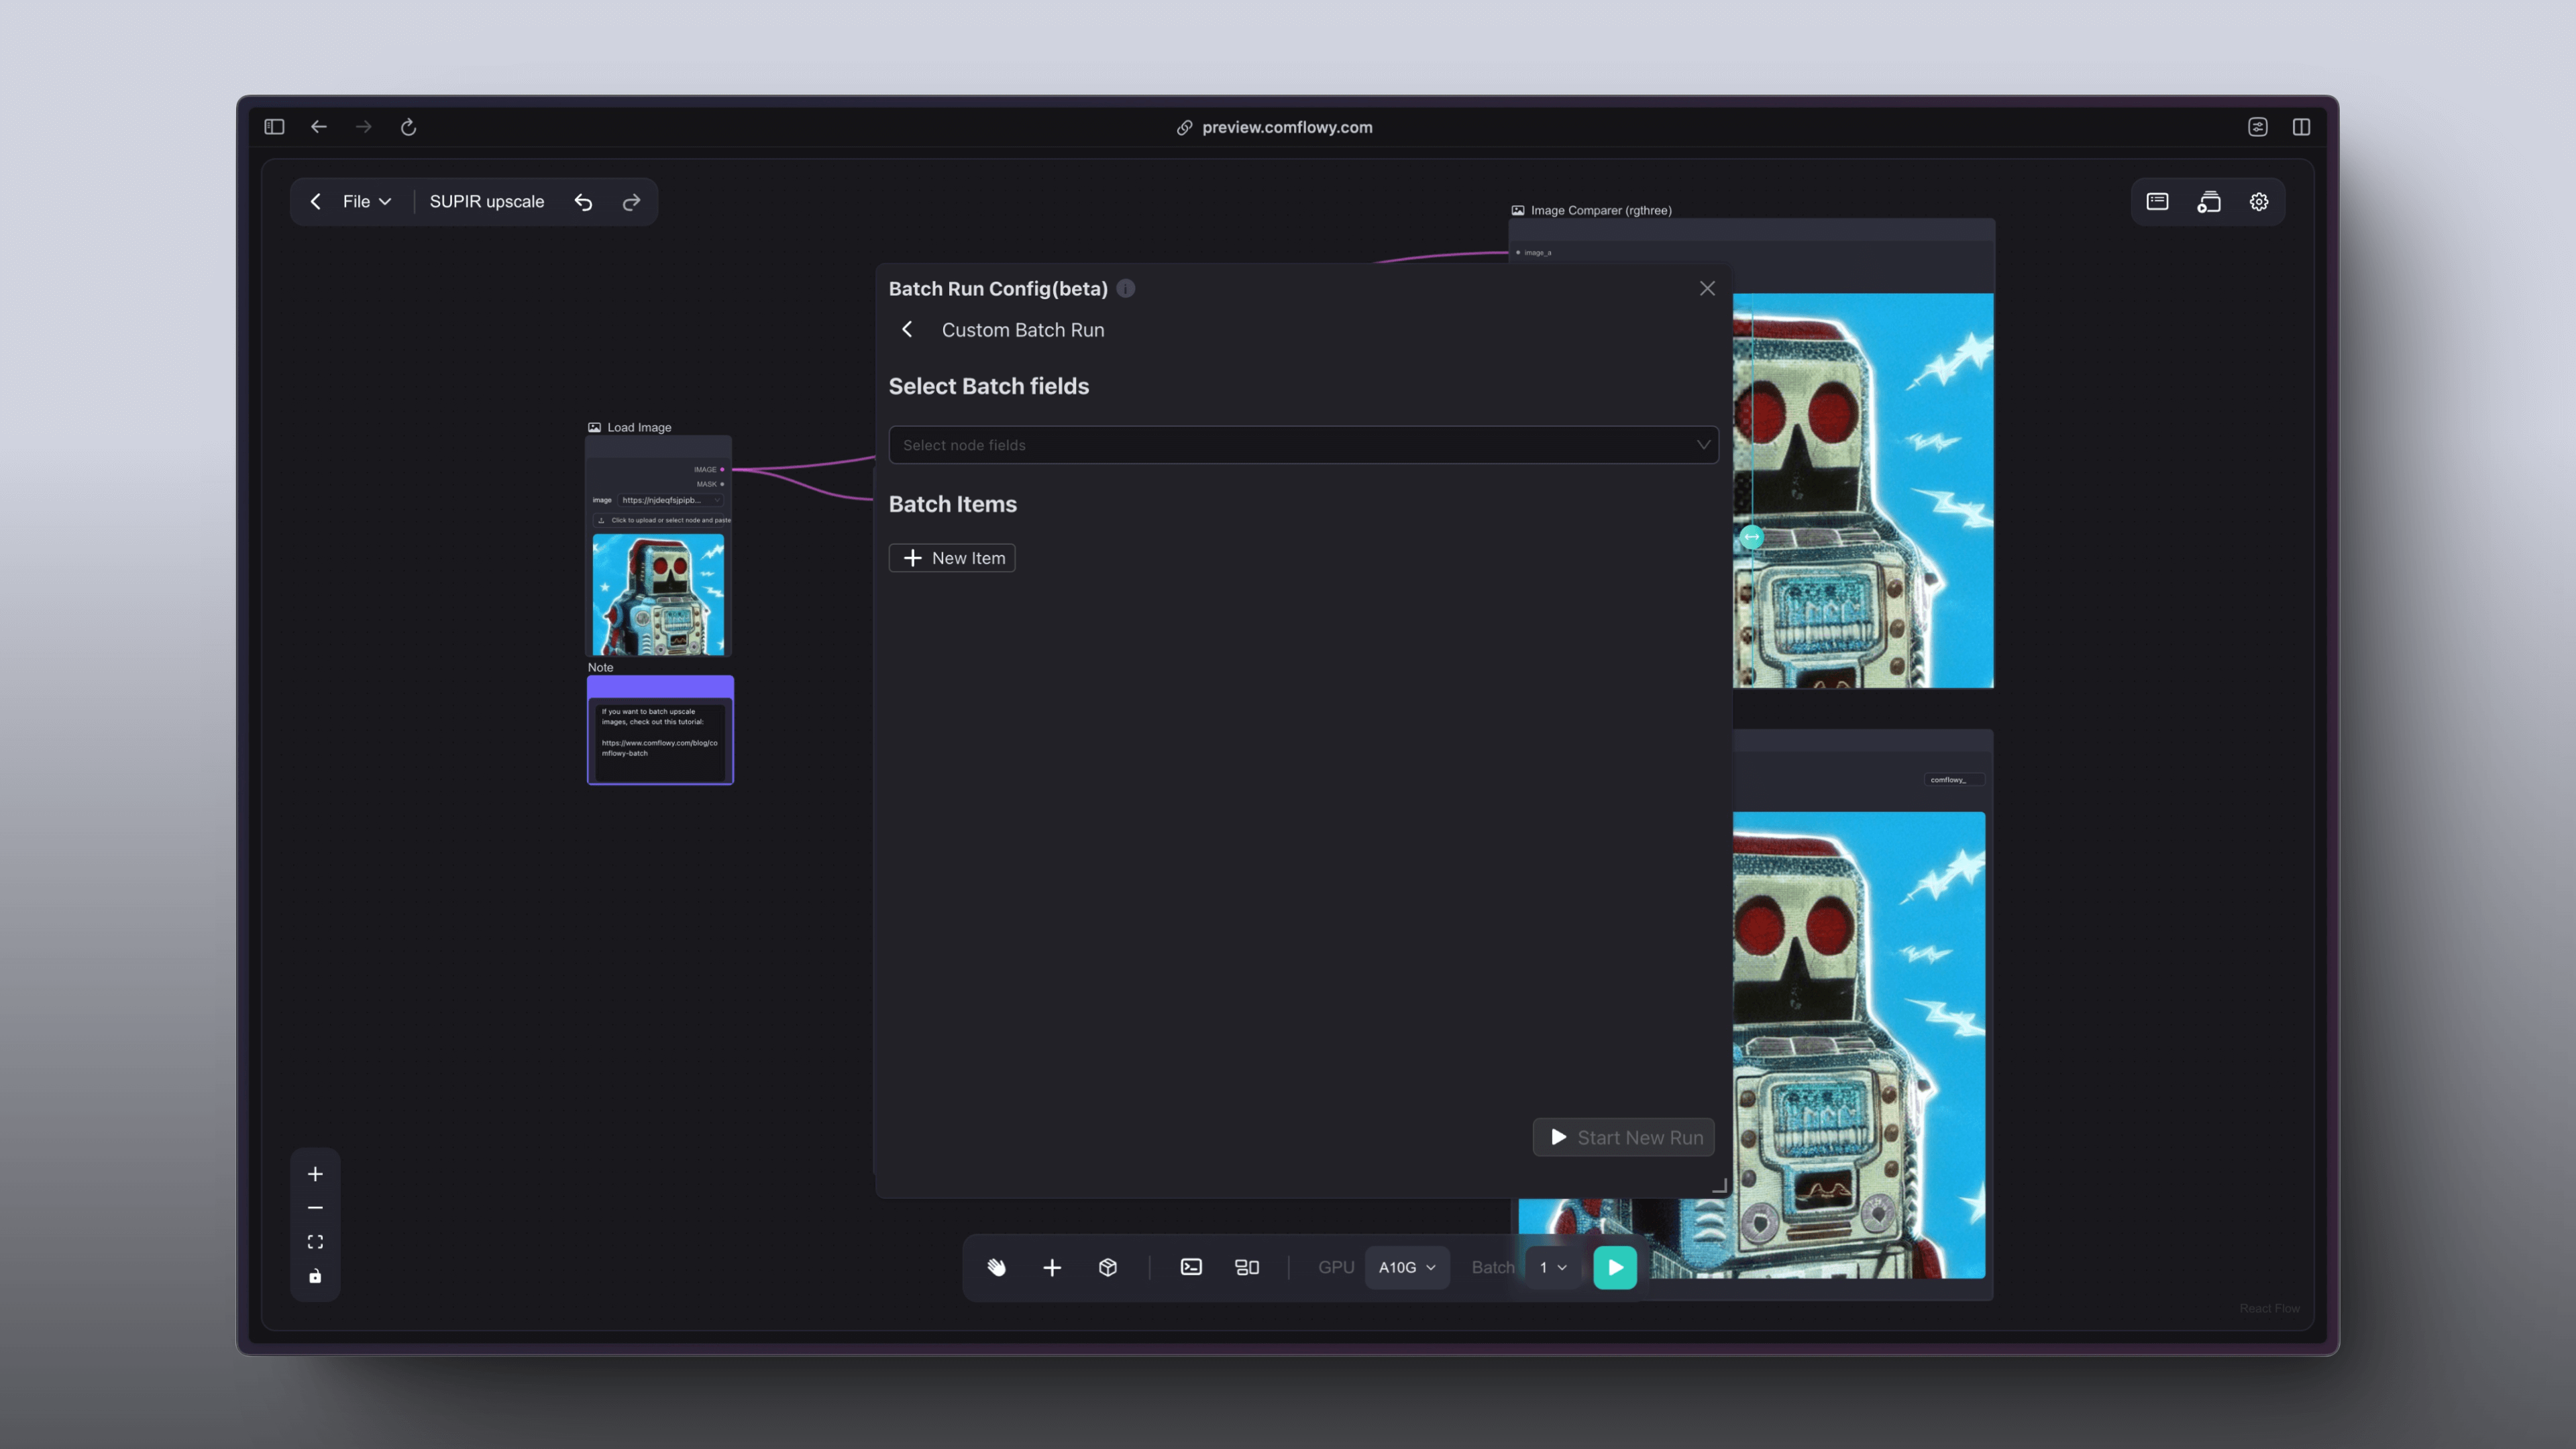 preview.comflowy.com
File
SUPIR upscale
Image Comparer (rgthree)
image_a
Batch Run Config(beta)
Custom Batch Run
Select Batch fields
Select node fields
Batch Items
New Item
Start New Run
Load Image
IMAGE
MASK
image
https://njdeqfsjpipb...
Click to upload or select node and paste
Note
If you want to batch upscale
images, check out this tutorial:
https://www.comflowy.com/blog/co
mflowy-batch
comflowy_
GPU
A10G
Batch
1
React Flow